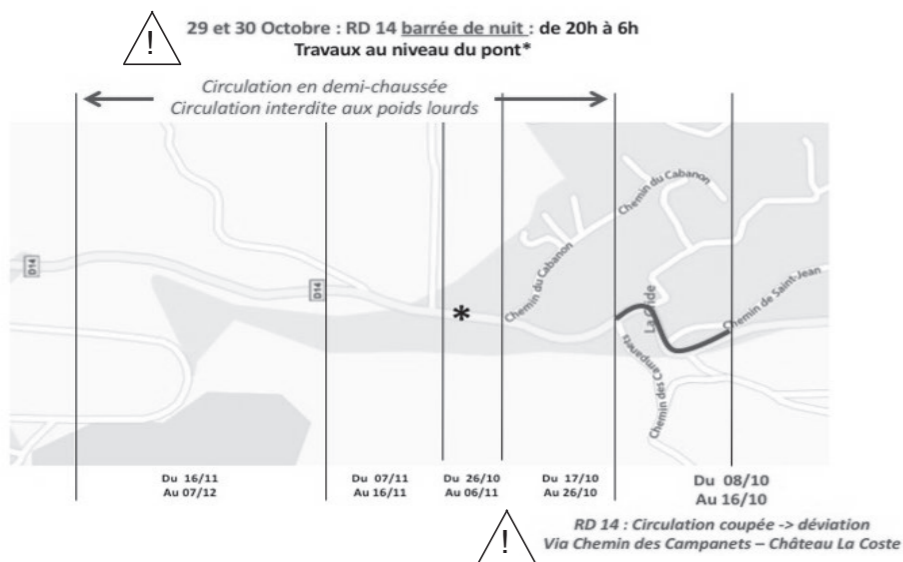 !
29 et 30 Octobre : RD 14 barrée de nuit : de 20h à 6h
Travaux au niveau du pont*
Circulation en demi-chaussée
Circulation interdite aux poids lourds
Chemin du Cabanon
Chemin du Cabanon
D14
D14
*
La Bride
Chemin de Saint-Jean
Chemin des Campanets
Du 16/11
Au 07/12
Du 07/11
Au 16/11
Du 26/10
Au 06/11
Du 17/10
Au 26/10
Du 08/10
Au 16/10
!
RD 14 : Circulation coupée -> déviation
Via Chemin des Campanets – Château La Coste